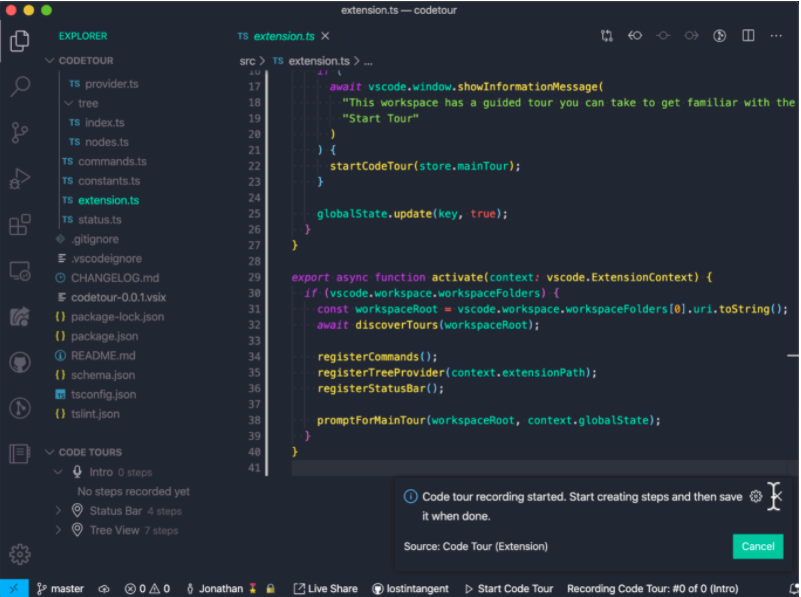 extension.ts — codetour
EXPLORER
CODETOUR
TS provider.ts
tree
TS index.ts
TS nodes.ts
TS commands.ts
TS constants.ts
TS extension.ts
TS status.ts
.gitignore
.vscodeignore
CHANGELOG.md
codetour-0.0.1.vsix
{} package-lock.json
{} package.json
README.md
{} schema.json
tsconfig.json
{} tslint.json
CODE TOURS
Intro 0 steps
No steps recorded yet
Status Bar 4 steps
Tree View 7 steps
TS extension.ts
src > TS extension.ts > ...
16 if (
17 await vscode.window.showInformationMessage(
18 "This workspace has a guided tour you can take to get familiar with the
19 "Start Tour"
20 )
21 ) {
22 startCodeTour(store.mainTour);
23 }
24
25 globalState.update(key, true);
26 }
27 }
28
29 export async function activate(context: vscode.ExtensionContext) {
30 if (vscode.workspace.workspaceFolders) {
31 const workspaceRoot = vscode.workspace.workspaceFolders[0].uri.toString();
32 await discoverTours(workspaceRoot);
33
34 registerCommands();
35 registerTreeProvider(context.extensionPath);
36 registerStatusBar();
37
38 promptForMainTour(workspaceRoot, context.globalState);
39 }
40 }
41
Code tour recording started. Start creating steps and then save
it when done.
Source: Code Tour (Extension)
Cancel
master 0 0 Jonathan Live Share lostintangent Start Code Tour Recording Code Tour: #0 of 0 (Intro)